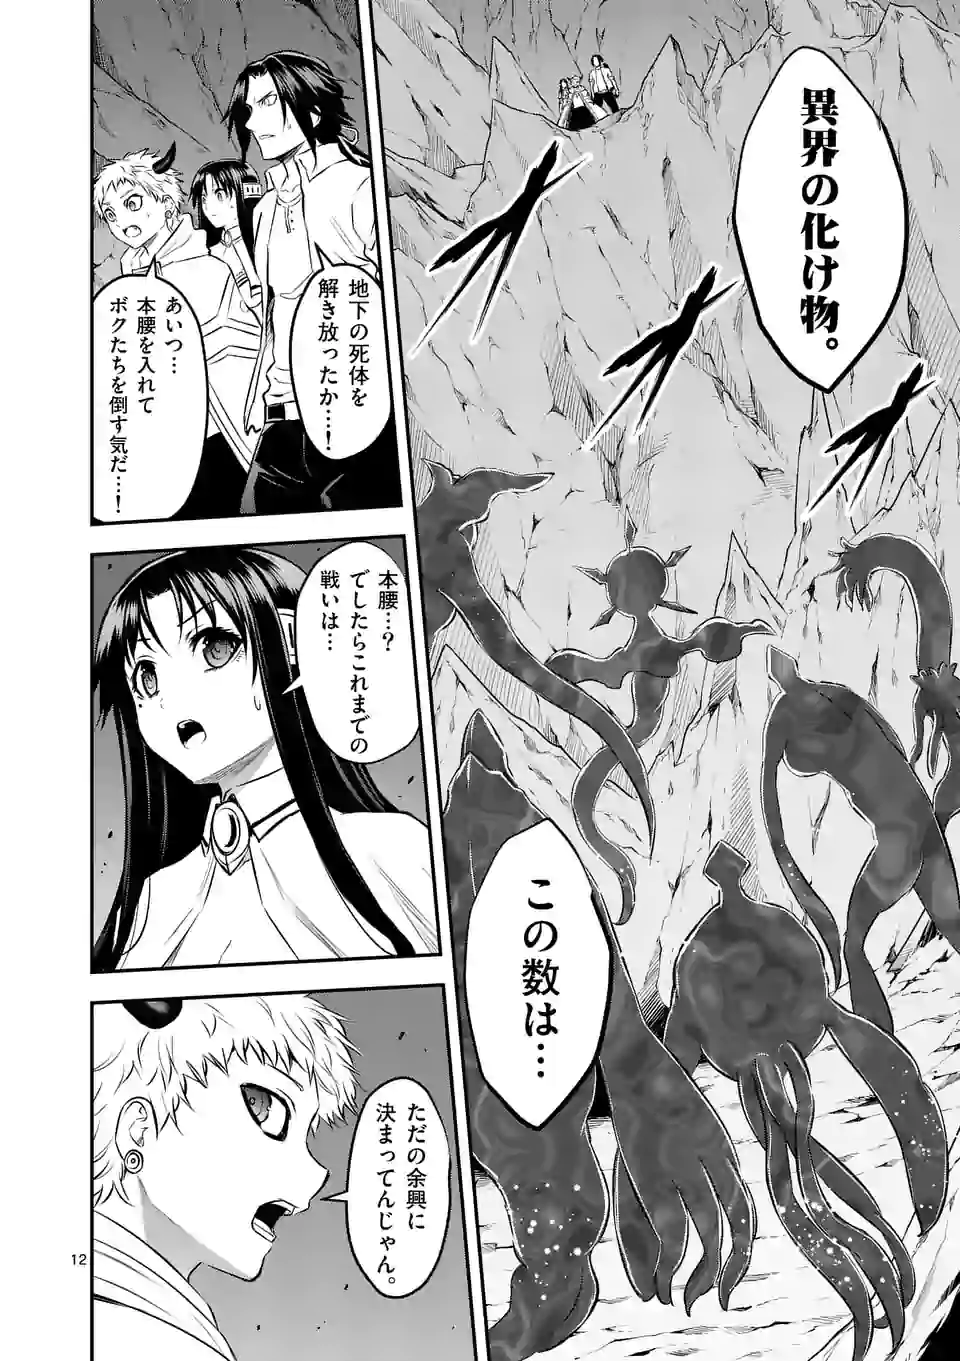 異界の化け物。
この数は…
地下の死体を
解き放ったか…！
あいつ…
本腰を入れて
ボクたちを倒す気だ…！
本腰…？
でしたらこれまでの
戦いは…
ただの余興に
決まってんじゃん。
12